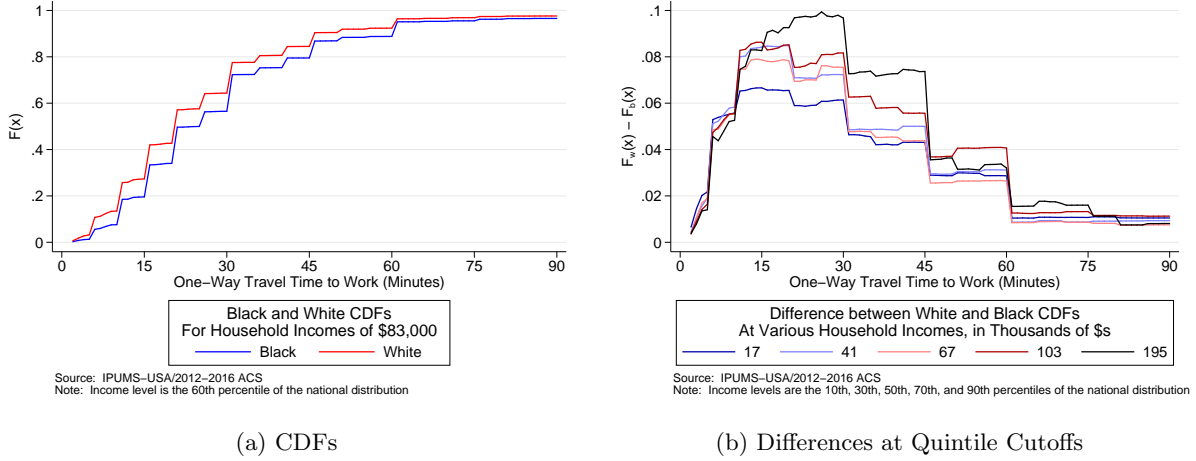 F(x)
1
.8
.6
.4
.2
0
0 15 30 45 60 75 90
One−Way Travel Time to Work (Minutes)
Black and White CDFs
For Household Incomes of $83,000
Black White
Source: IPUMS−USA/2012−2016 ACS
Note: Income level is the 60th percentile of the national distribution
(a) CDFs
F_w(x) − F_b(x)
.1
.08
.06
.04
.02
0
0 15 30 45 60 75 90
One−Way Travel Time to Work (Minutes)
Difference between White and Black CDFs
At Various Household Incomes, in Thousands of $s
17 41 67 103 195
Source: IPUMS−USA/2012−2016 ACS
Note: Income levels are the 10th, 30th, 50th, 70th, and 90th percentiles of the national distribution
(b) Differences at Quintile Cutoffs